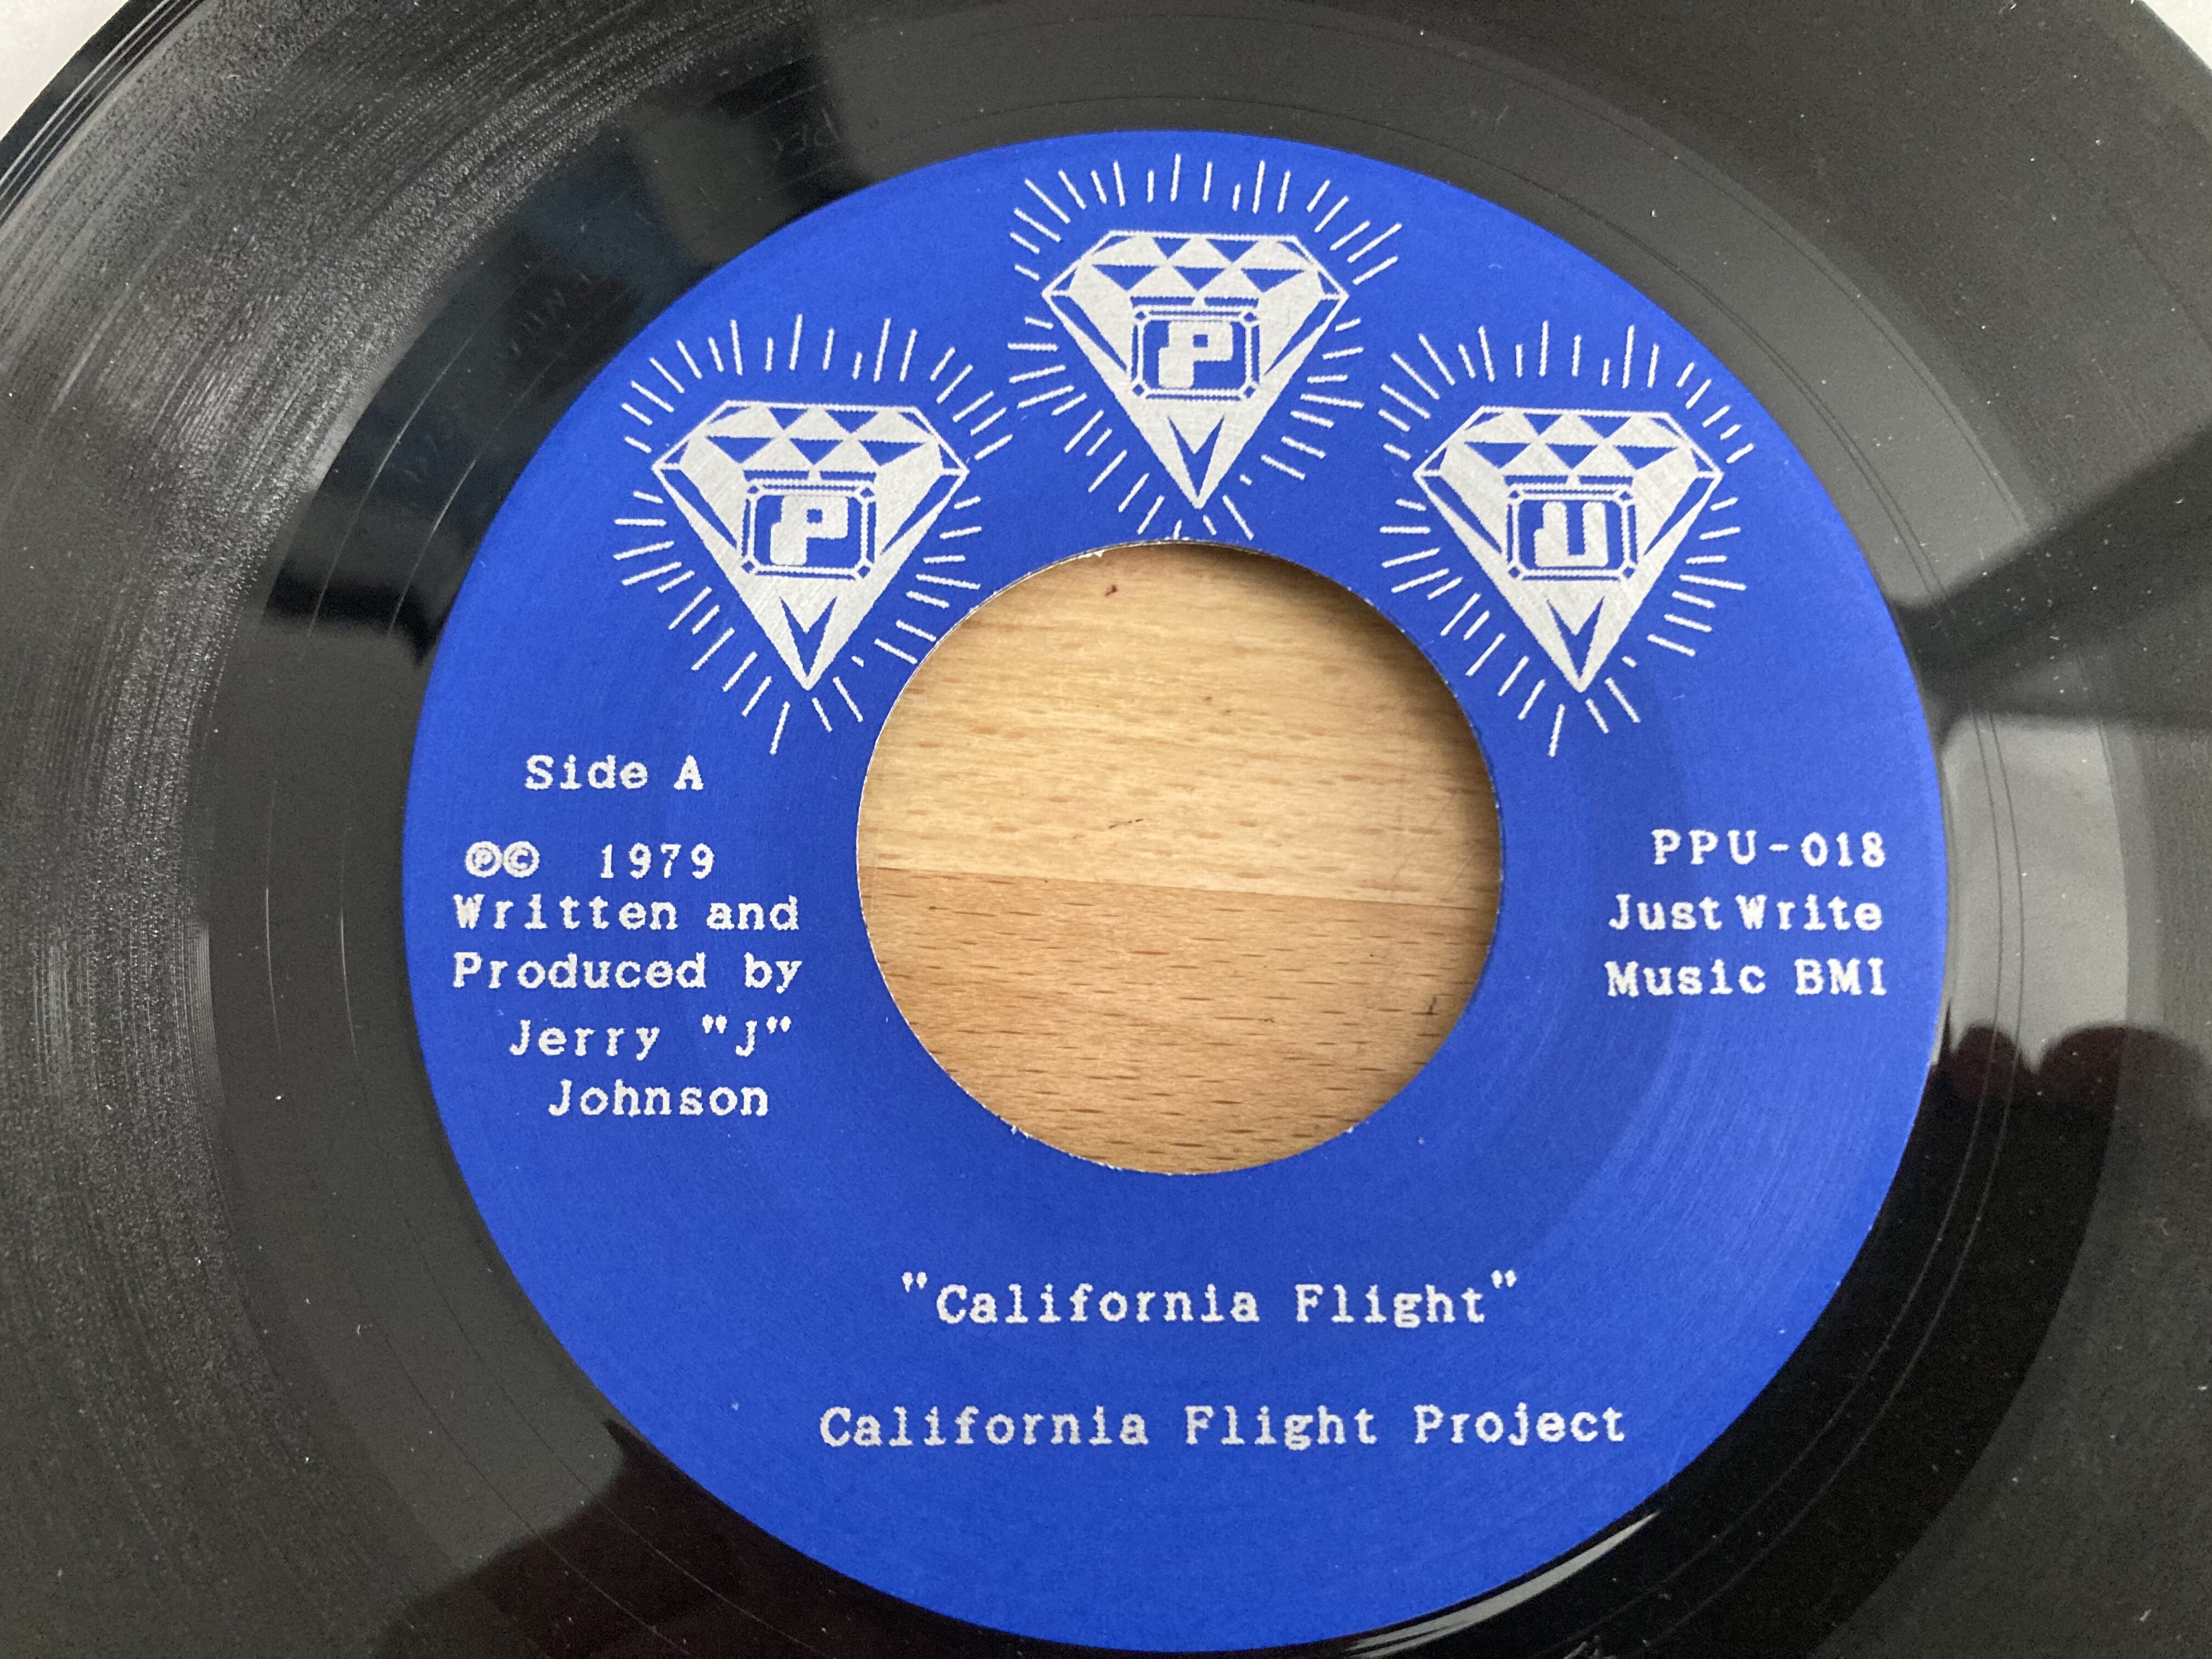 P P U
Side A
℗© 1979
Written and
Produced by
Jerry "J"
Johnson
PPU-018
Just Write
Music BMI
"California Flight"
California Flight Project